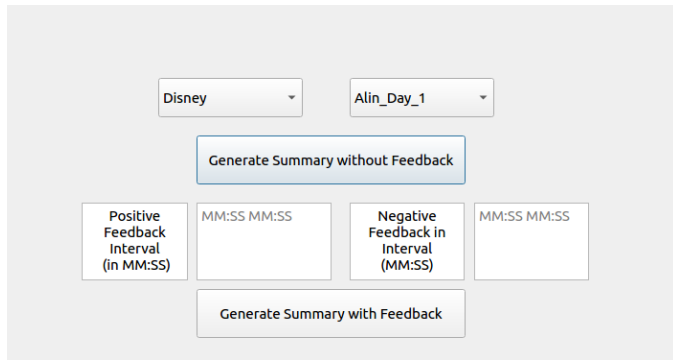 Disney
Alin_Day_1
Generate Summary without Feedback
Positive
Feedback
Interval
(in MM:SS)
MM:SS MM:SS
Negative
Feedback in
Interval
(MM:SS)
MM:SS MM:SS
Generate Summary with Feedback